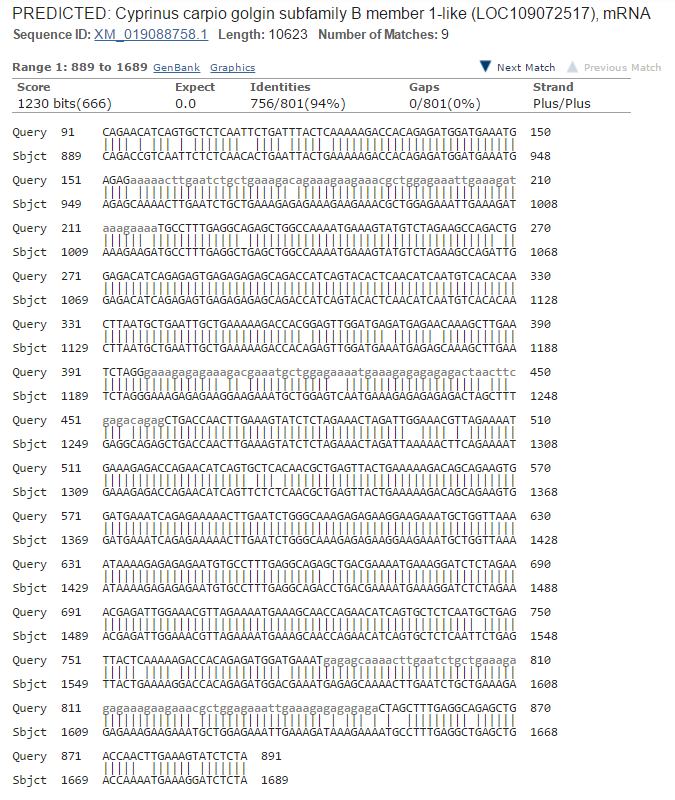 PREDICTED: Cyprinus carpio golgin subfamily B member 1-like (LOC109072517), mRNA
Sequence ID: XM_019088758.1 Length: 10623 Number of Matches: 9
Range 1: 889 to 1689 GenBank Graphics Next Match Previous Match
Score Expect Identities Gaps Strand
1230 bits(666) 0.0 756/801(94%) 0/801(0%) Plus/Plus
Query 91 CAGAACATCAGTGCTCTCAATTCTGATTTACTCAAAAAGACCACAGAGATGGATGAAATG 150
Sbjct 889 CAGACCGTCAATTCTCTCAACACTGAATTACTGAAAAAGACCACAGAGATGGATGAAATG 948
Query 151 AGAGaaaaacttgaatctgctgaaagacagaaagaagaaacgctggagaaattgaaagat 210
Sbjct 949 AGAGCAAAACTTGAATCTGCTGAAAGAGAGAAAGAAGAAACGCTGGAGAAATTGAAAGAT 1008
Query 211 aaagaaaaTGCCTTTGAGGCAGAGCTGGCCAAAATGAAAGTATGTCTAGAAGCCAGACTG 270
Sbjct 1009 AAAGAAGATGCCTTTGAGGCTGAGCTGGCCAAAATGAAAGTATGTCTAGAAGCCAGATTG 1068
Query 271 GAGACATCAGAGAGTGAGAGAGAGCAGACCATCAGTACACTCAACATCAATGTCACACAA 330
Sbjct 1069 GAGACATCAGAGAGTGAGAGAGAGCAGACCATCAGTACACTCAACATCAATGTCACACAA 1128
Query 331 CTTAATGCTGAATTGCTGAAAAAGACCACGGAGTTGGATGAGATGAGAACAAAGCTTGAA 390
Sbjct 1129 CTTAATGCTGAATTGCTGAAAAAGACCACAGAGTTGGATGAAATGAGAGCAAAGCTTGAA 1188
Query 391 TCTAGGgaaagagagaaagacgaaatgctggagaaaatgaaagagagagagactaacttc 450
Sbjct 1189 TCTAGGGAAAGAGAGAAGGAAGAAATGCTGGAGTCAATGAAAGAGAGAGAGACTAGCTTT 1248
Query 451 gagacagagCTGACCAACTTGAAAGTATCTCTAGAAACTAGATTGGAAACGTTAGAAAAT 510
Sbjct 1249 GAGGCAGAGCTGACCAACTTGAAAGTATCTCTAGAAACTAGATTAAAAACTTCAGAAAAT 1308
Query 511 GAAAGAGACCAGAACATCAGTGCTCACAACGCTGAGTTACTGAAAAAGACAGCAGAAGTG 570
Sbjct 1309 GAAAGAGACCAGAACATCAGTTCTCTCAACGCTGAGTTACTGAAAAAGACAGCAGAAGTG 1368
Query 571 GATGAAATCAGAGAAAAACTTGAATCTGGGCAAAGAGAGAAGGAAGAAATGCTGGTTAAA 630
Sbjct 1369 GATGAAATCAGAGAAAAACTTGAATCTGGGCAAAGAGAGAAGGAAGAAATGCTGGTTAAA 1428
Query 631 ATAAAAGAGAGAGAATGTGCCTTTGAGGCAGAGCTGACGAAAATGAAAGGATCTCTAGAA 690
Sbjct 1429 ATAAAAGAGAGAGAATGTGCCTTTGAGGCAGACCTGACGAAAATGAAAGGATCTCTAGAA 1488
Query 691 ACGAGATTGGAAACGTTAGAAAATGAAAGCAACCAGAACATCAGTGCTCTCAATGCTGAG 750
Sbjct 1489 ACGAGATTGGAAACGTTAGAAAATGAAAGCAACCAGAACATCAGTGCTCTCAATTCTGAG 1548
Query 751 TTACTCAAAAAGACCACAGAGATGGATGAAATgagagcaaaacttgaatctgctgaaaga 810
Sbjct 1549 TTACTGAAAAGGACCACAGAGATGGACGAAATGAGAGCAAAACTTGAATCTGCTGAAAGA 1608
Query 811 gagaaagaagaaacgctggagaaattgaaagagagagagaCTAGCTTTGAGGCAGAGCTG 870
Sbjct 1609 GAGAAAGAAGAAATGCTGGAGAAATTGAAAGATAAAGAAAATGCCTTTGAGGCTGAGCTG 1668
Query 871 ACCAACTTGAAAGTATCTCTA 891
Sbjct 1669 ACCAAAATGAAAGGATCTCTA 1689